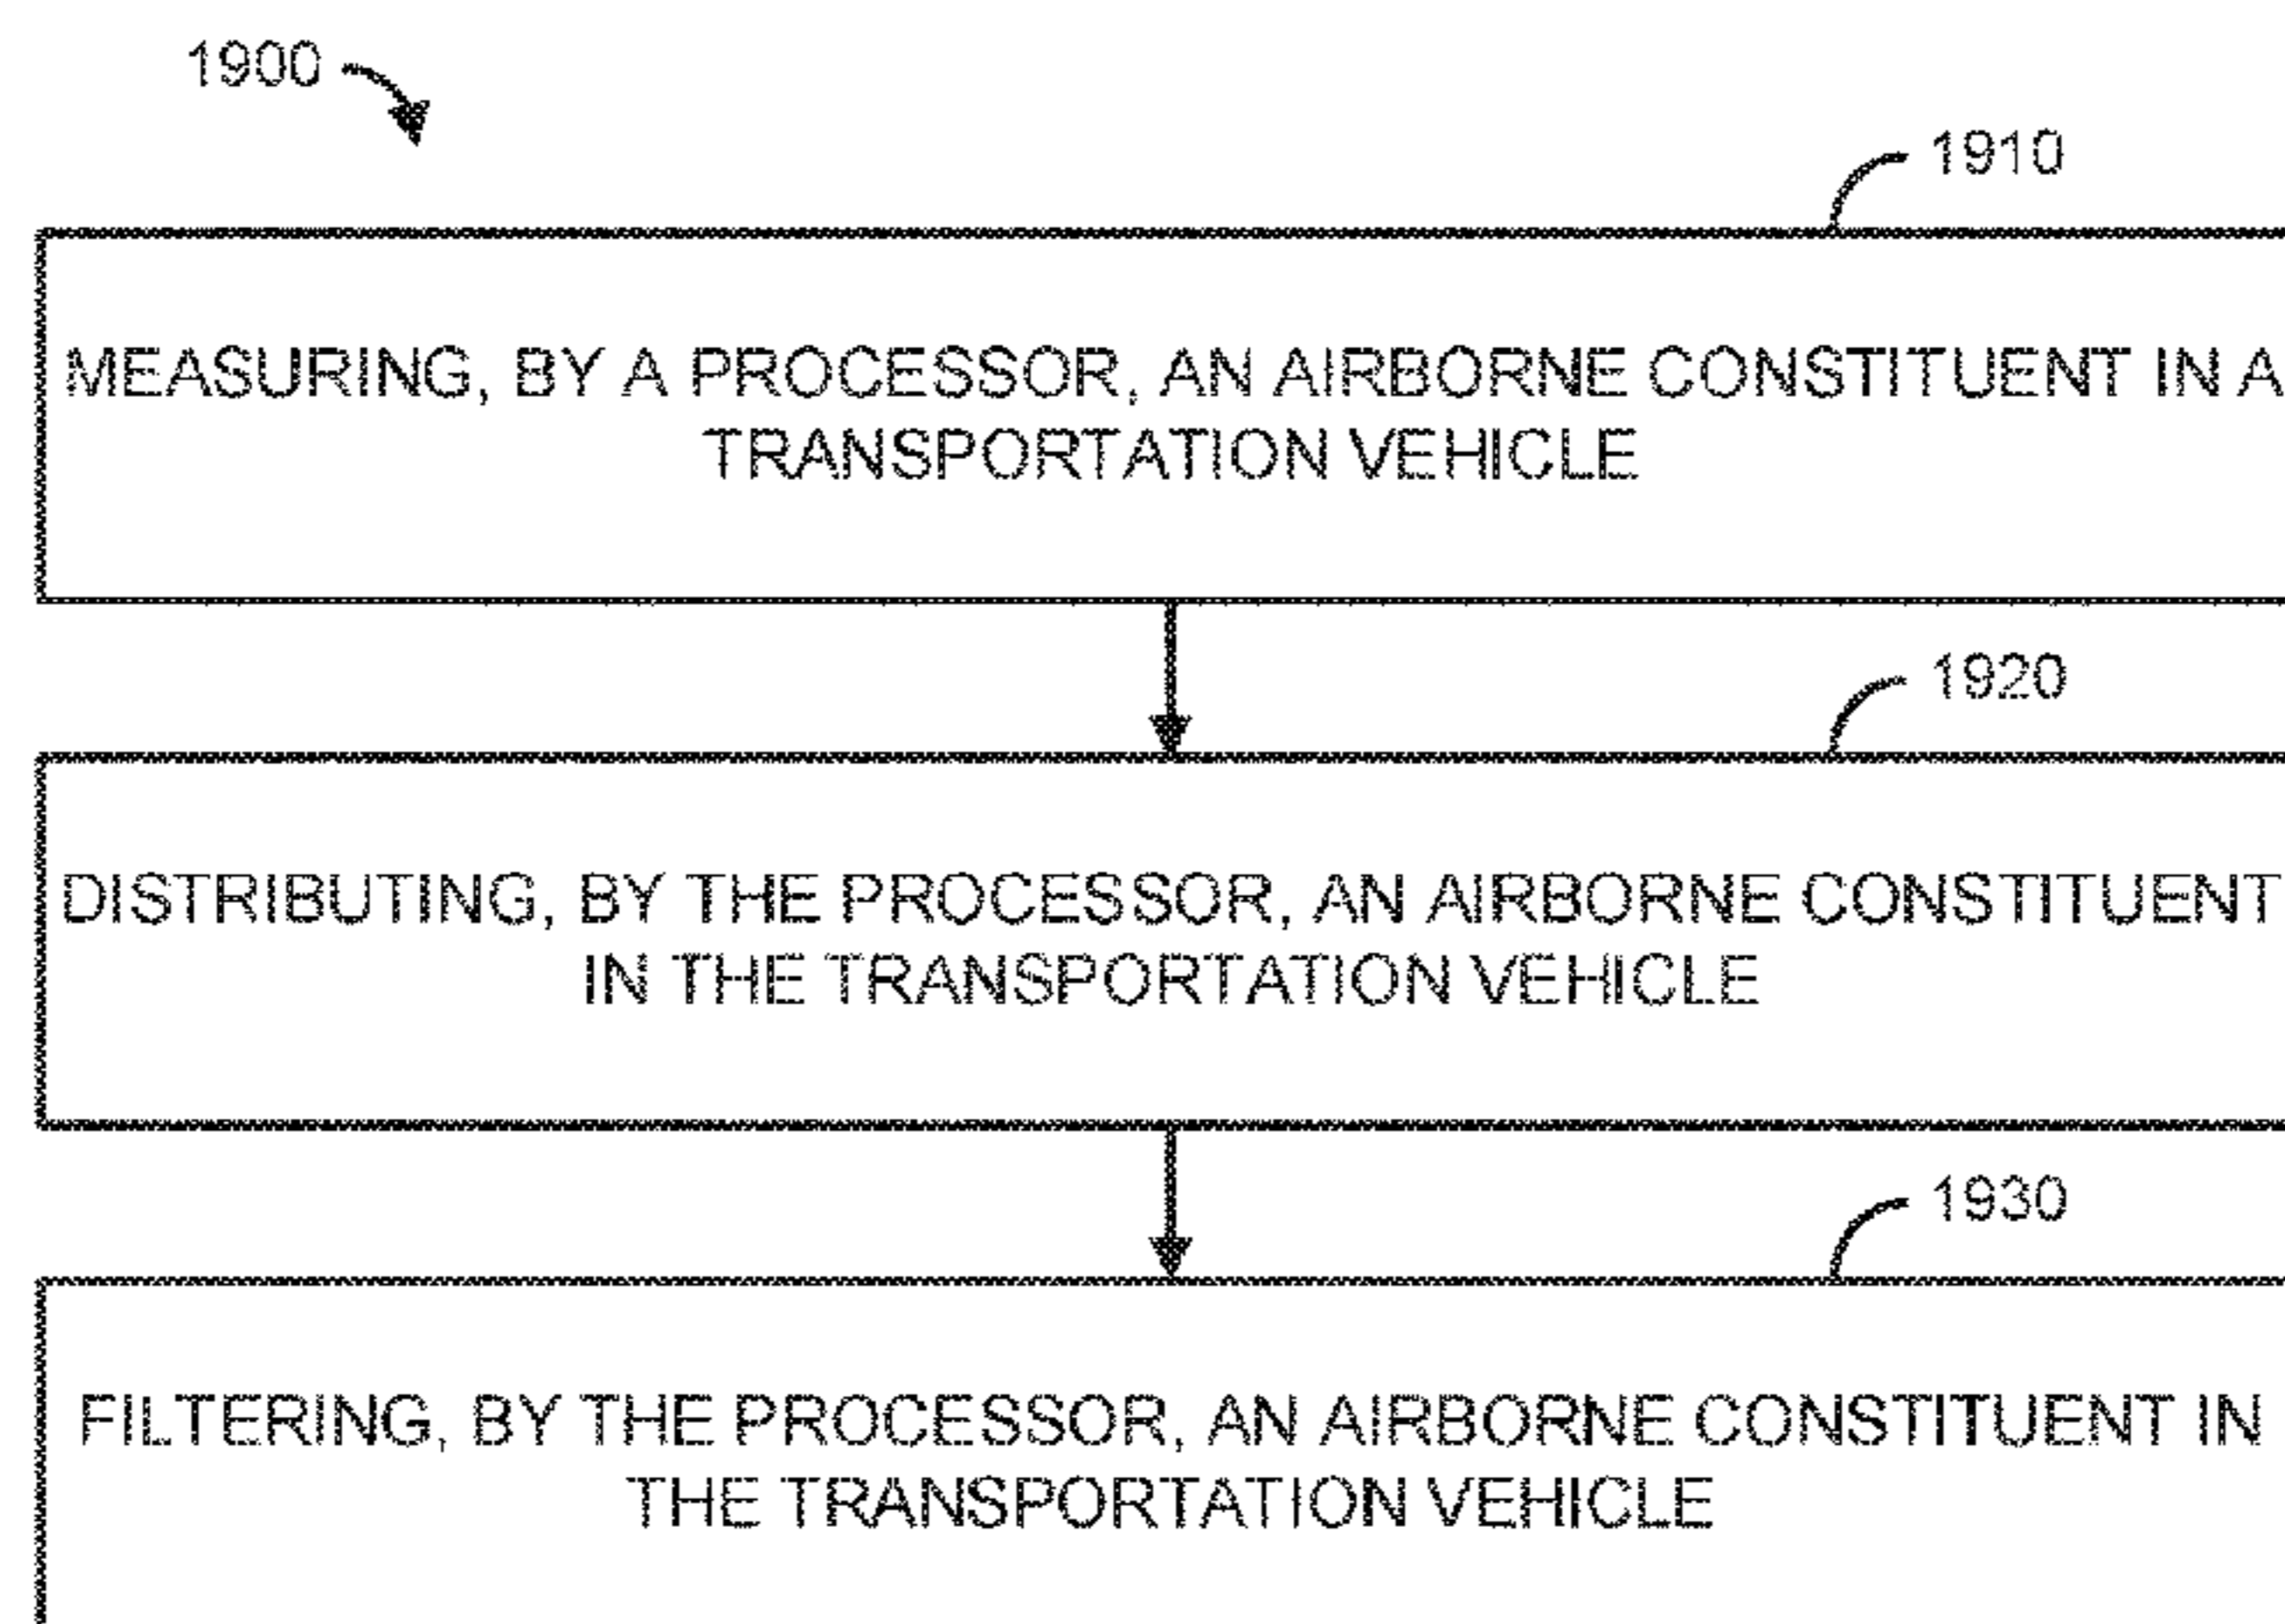 1900
1910
MEASURING, BY A PROCESSOR, AN AIRBORNE CONSTITUENT IN A
TRANSPORTATION VEHICLE
1920
DISTRIBUTING, BY THE PROCESSOR, AN AIRBORNE CONSTITUENT
IN THE TRANSPORTATION VEHICLE
1930
FILTERING, BY THE PROCESSOR, AN AIRBORNE CONSTITUENT IN
THE TRANSPORTATION VEHICLE